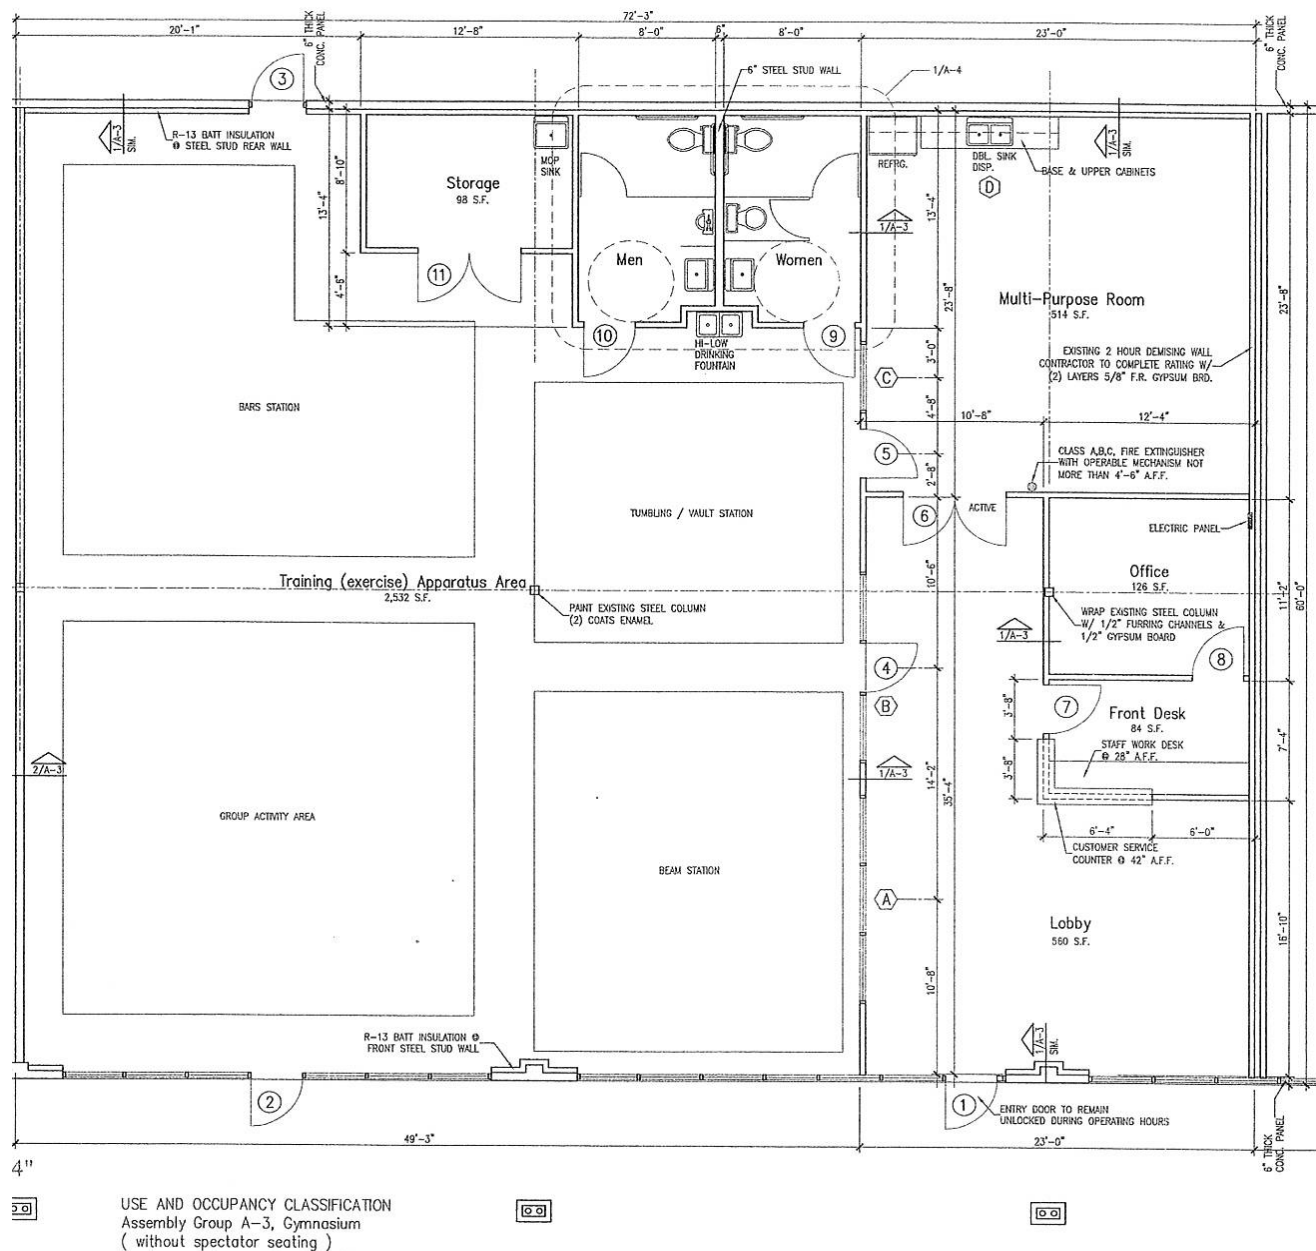 72'-3"
20'-1"
6" THICK
CONC. PANEL
12'-8"
8'-0"
6"
8'-0"
23'-0"
6" THICK
CONC. PANEL
3
6" STEEL STUD WALL
1/A-4
R-13 BATT INSULATION
@ STEEL STUD REAR WALL
1/A-3
SIM.
MOP
SINK
Storage
98 S.F.
8'-10"
13'-4"
4'-6"
11
Men
Women
10
9
HI-LOW
DRINKING
FOUNTAIN
REFRG.
DBL. SINK
DISP.
D
BASE & UPPER CABINETS
1/A-3
SIM.
1/A-3
13'-4"
23'-8"
Multi-Purpose Room
514 S.F.
23'-8"
EXISTING 2 HOUR DEMISING WALL
CONTRACTOR TO COMPLETE RATING W/
(2) LAYERS 5/8" F.R. GYPSUM BRD.
3'-0"
C
4'-8"
10'-8"
12'-4"
5
2'-8"
CLASS A,B,C, FIRE EXTINGUISHER
WITH OPERABLE MECHANISM NOT
MORE THAN 4'-6" A.F.F.
BARS STATION
TUMBLING / VAULT STATION
6
ACTIVE
ELECTRIC PANEL
Training (exercise) Apparatus Area
2,532 S.F.
PAINT EXISTING STEEL COLUMN
(2) COATS ENAMEL
10'-6"
Office
126 S.F.
11'-2"
60'-0"
WRAP EXISTING STEEL COLUMN
W/ 1/2" FURRING CHANNELS &
1/2" GYPSUM BOARD
1/A-3
8
4
B
3'-8"
7
Front Desk
84 S.F.
7'-4"
STAFF WORK DESK
@ 28" A.F.F.
2/A-3
1/A-3
14'-2"
35'-4"
3'-8"
GROUP ACTIVITY AREA
BEAM STATION
6'-4"
6'-0"
CUSTOMER SERVICE
COUNTER @ 42" A.F.F.
A
Lobby
560 S.F.
16'-10"
10'-8"
R-13 BATT INSULATION @
FRONT STEEL STUD WALL
1/A-3
SIM.
2
1
ENTRY DOOR TO REMAIN
UNLOCKED DURING OPERATING HOURS
49'-3"
23'-0"
6" THICK
CONC. PANEL
4"
USE AND OCCUPANCY CLASSIFICATION
Assembly Group A-3, Gymnasium
( without spectator seating )